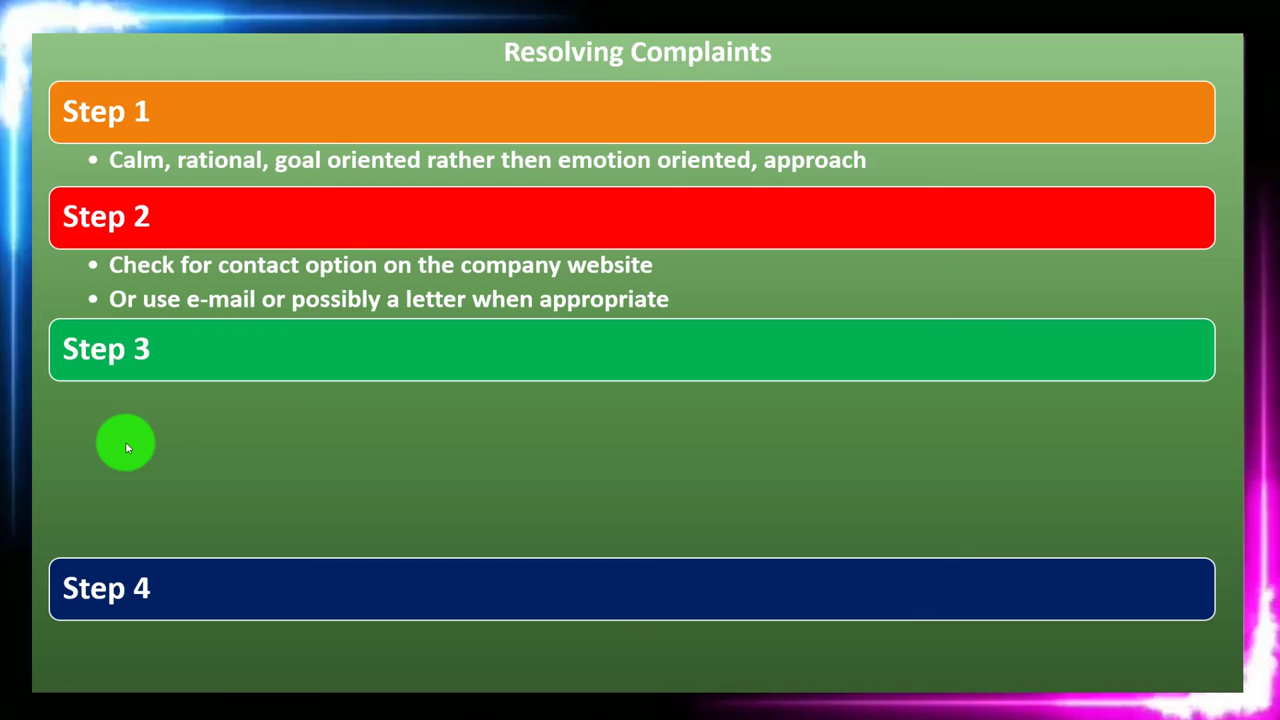 Resolving Complaints
Step 1
• Calm, rational, goal oriented rather then emotion oriented, approach
Step 2
• Check for contact option on the company website
• Or use e-mail or possibly a letter when appropriate
Step 3
Step 4